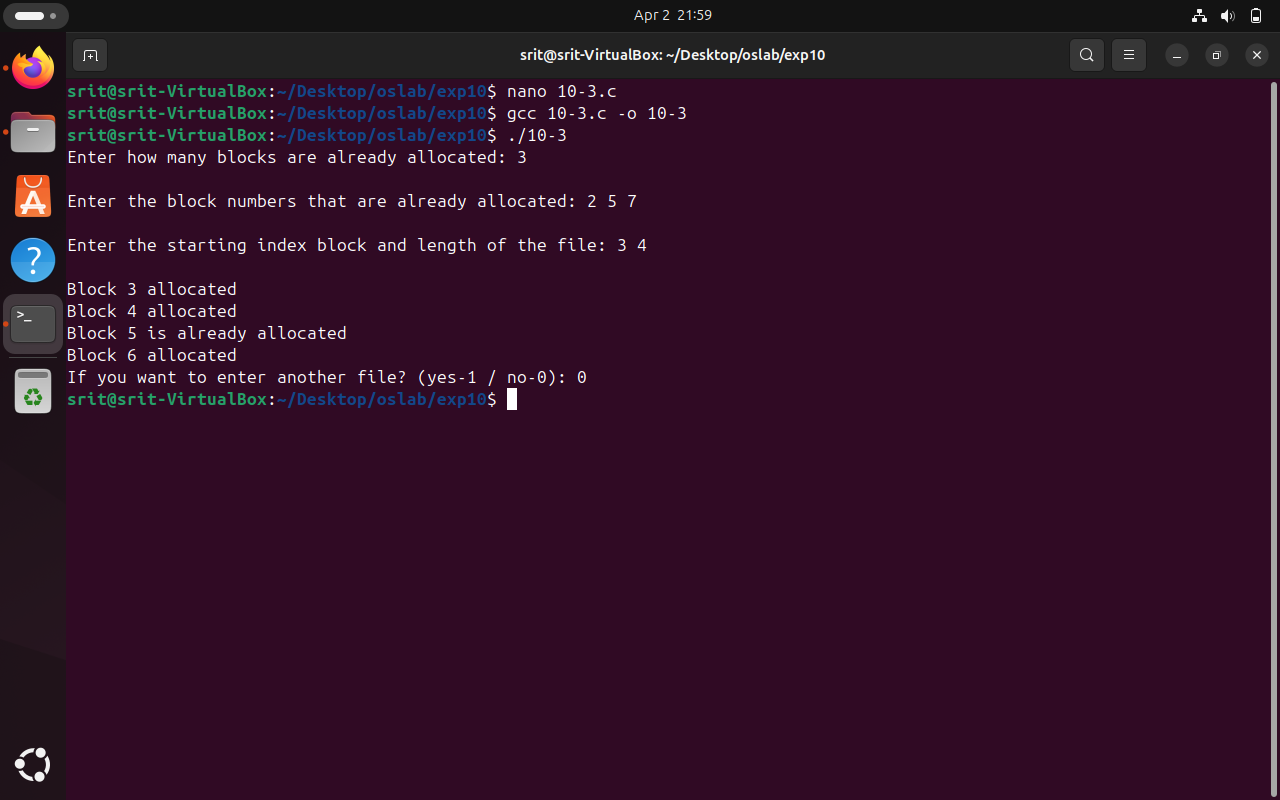 Apr 2 21:59
srit@srit-VirtualBox: ~/Desktop/oslab/exp10
srit@srit-VirtualBox:~/Desktop/oslab/exp10$ nano 10-3.c
srit@srit-VirtualBox:~/Desktop/oslab/exp10$ gcc 10-3.c -o 10-3
srit@srit-VirtualBox:~/Desktop/oslab/exp10$ ./10-3
Enter how many blocks are already allocated: 3
Enter the block numbers that are already allocated: 2 5 7
Enter the starting index block and length of the file: 3 4
Block 3 allocated
Block 4 allocated
Block 5 is already allocated
Block 6 allocated
If you want to enter another file? (yes-1 / no-0): 0
srit@srit-VirtualBox:~/Desktop/oslab/exp10$